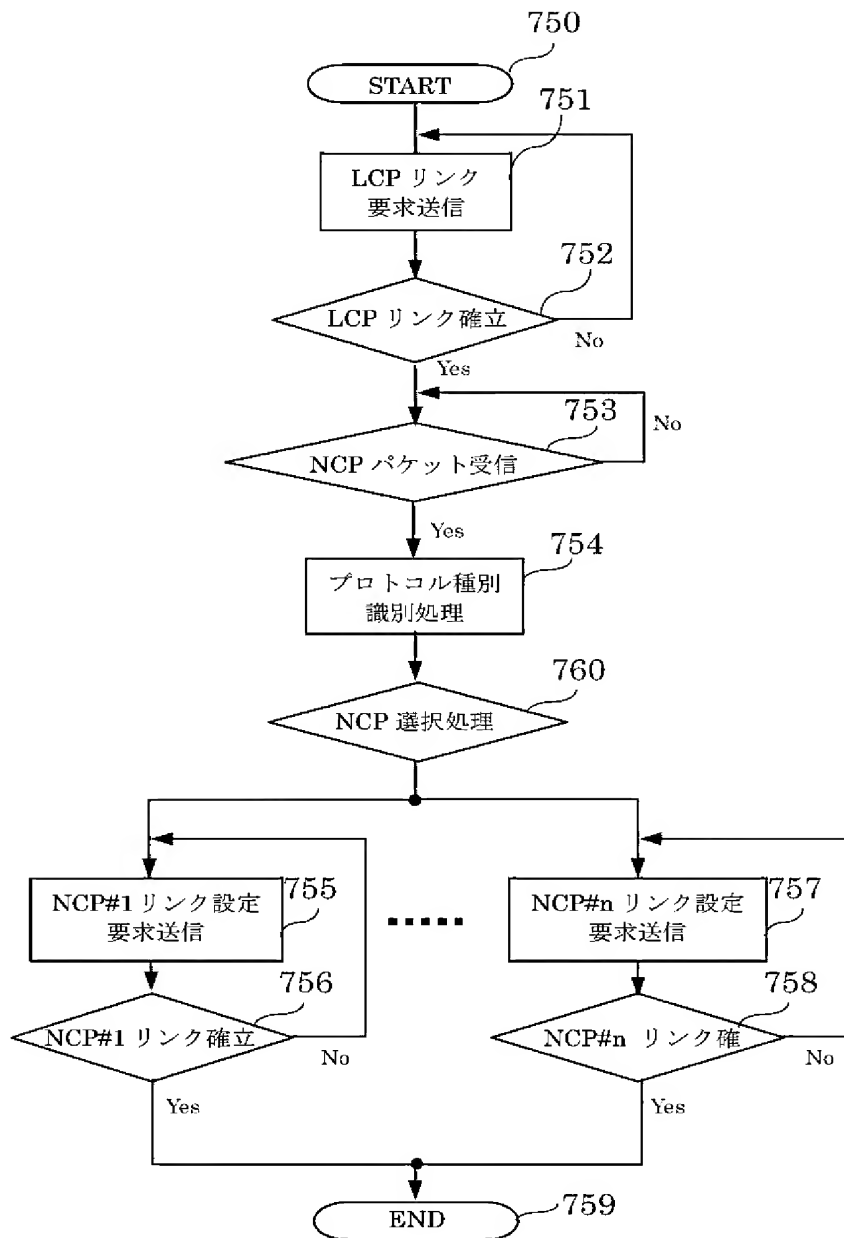 750
START
751
LCP リンク
要求送信
752
LCP リンク確立
No
Yes
753
No
NCP パケット受信
Yes
754
プロトコル種別
識別処理
760
NCP 選択処理
NCP#1 リンク設定
要求送信
755
......
NCP#n リンク設定
要求送信
757
756
NCP#1 リンク確立
No
Yes
758
NCP#n リンク確
No
Yes
END
759